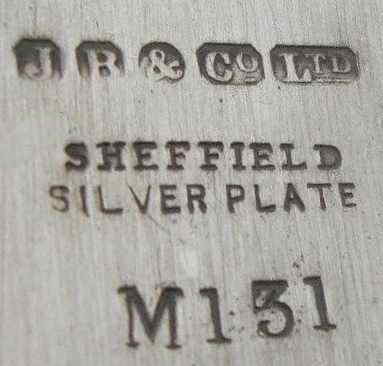 J R & Co LTD
SHEFFIELD
SILVER PLATE
M131